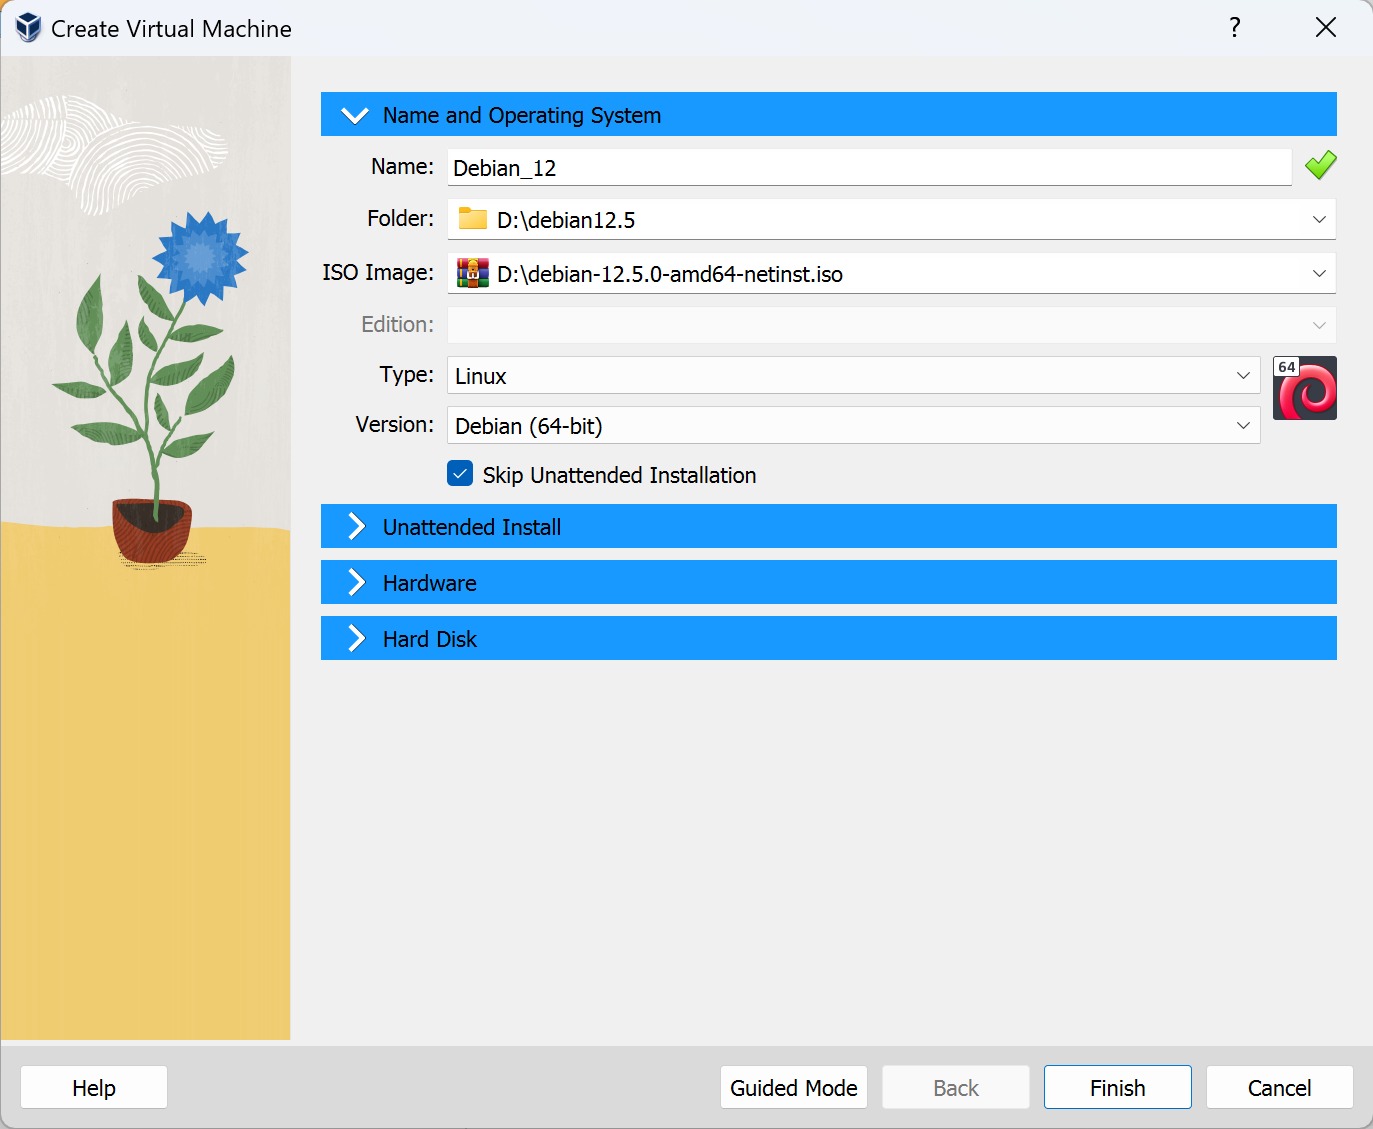 Create Virtual Machine
?
Name and Operating System
Name: Debian_12
Folder: D:\debian12.5
ISO Image: D:\debian-12.5.0-amd64-netinst.iso
Edition:
Type: Linux
64
Version: Debian (64-bit)
Skip Unattended Installation
Unattended Install
Hardware
Hard Disk
Help Guided Mode Back Finish Cancel